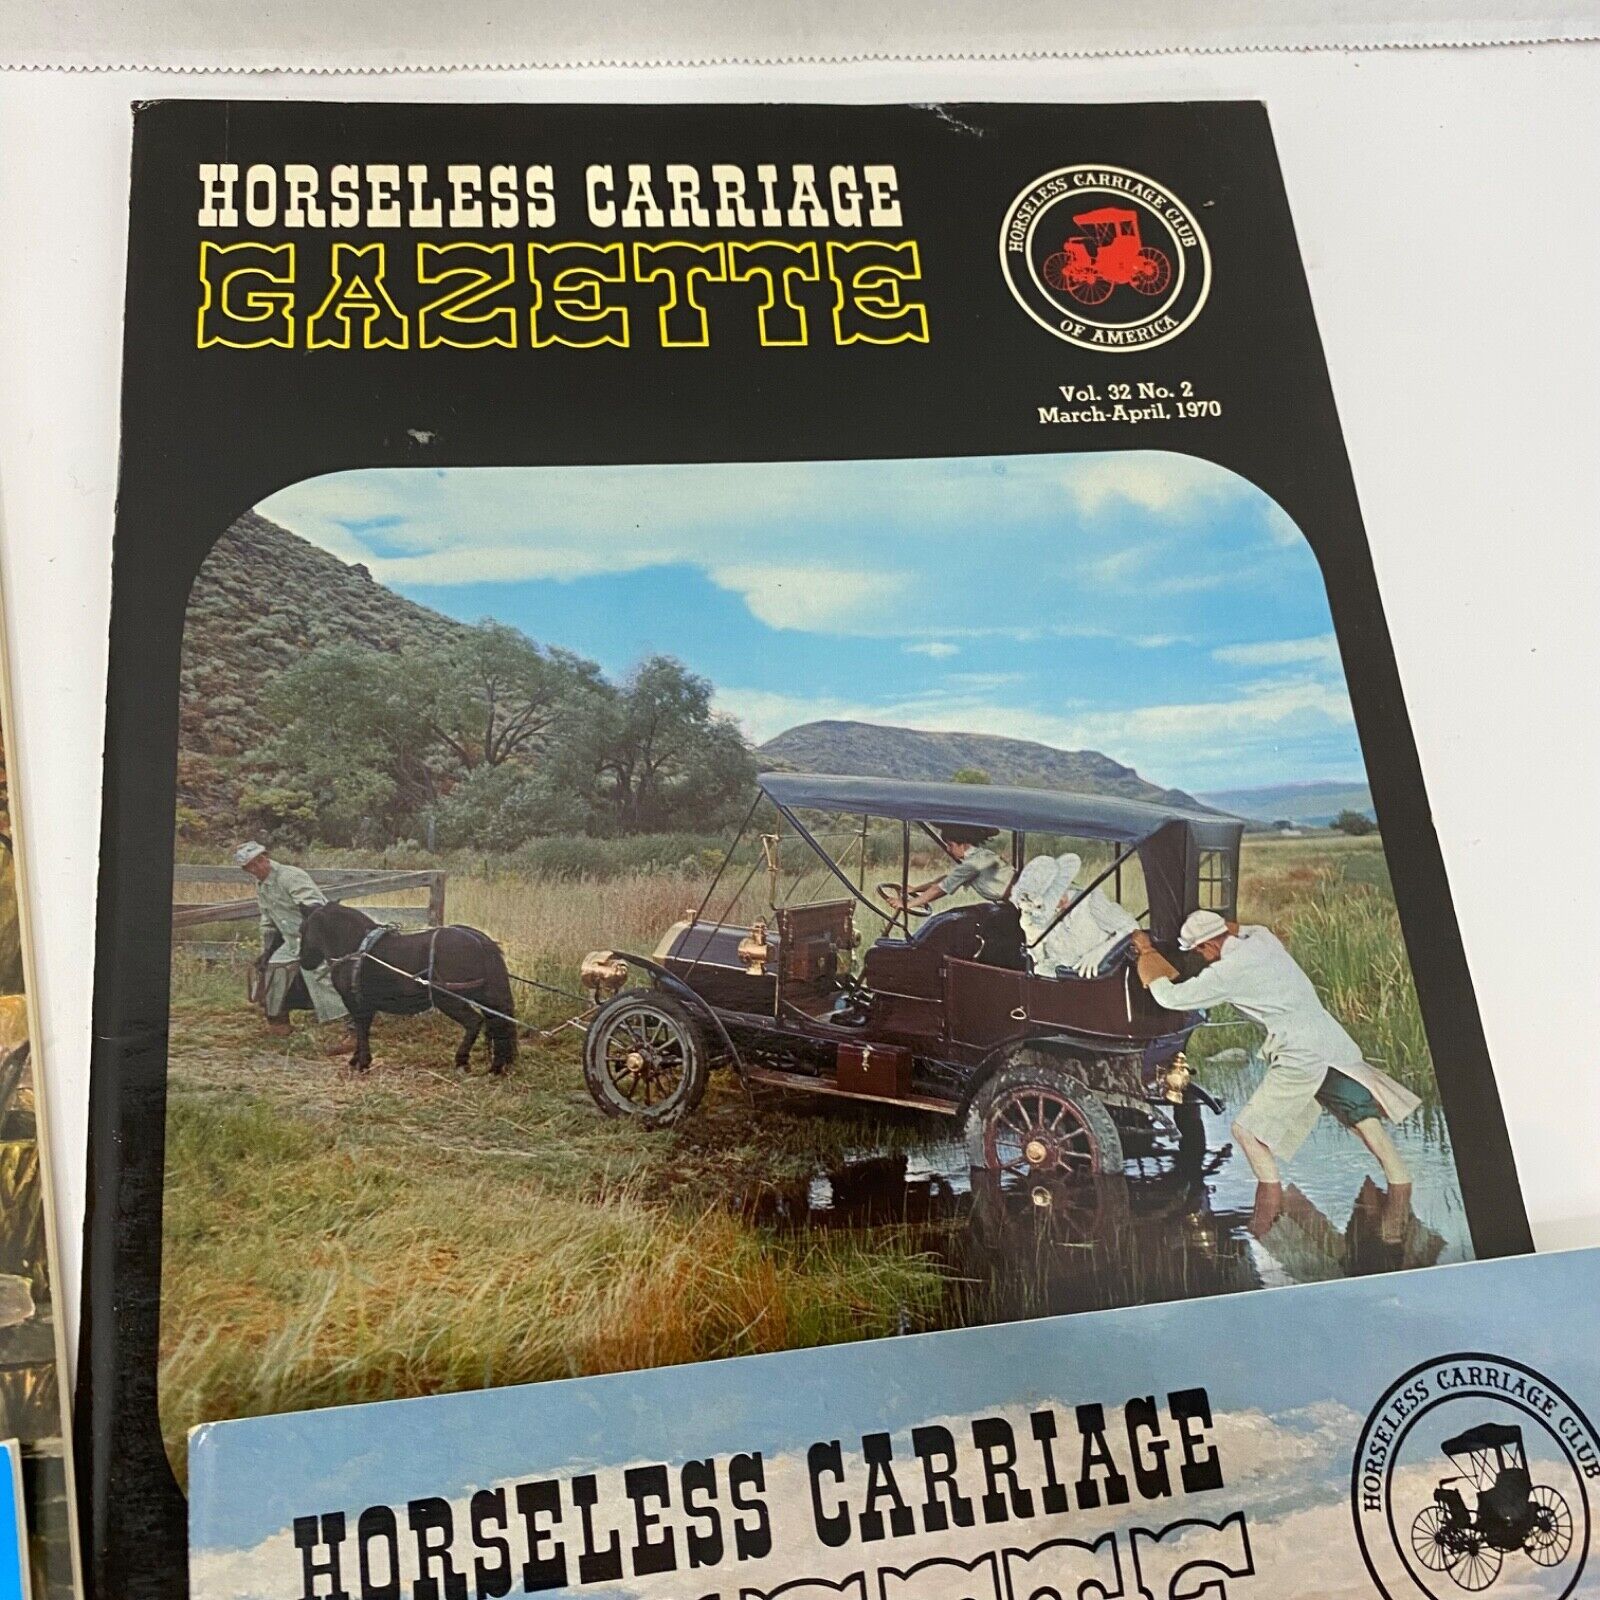 HORSELESS CARRIAGE
GAZETTE
HORSELESS CARRIAGE CLUB
OF AMERICA
Vol. 32 No. 2
March-April, 1970
HORSELESS CARRIAGE
HORSELESS CARRIAGE CLUB